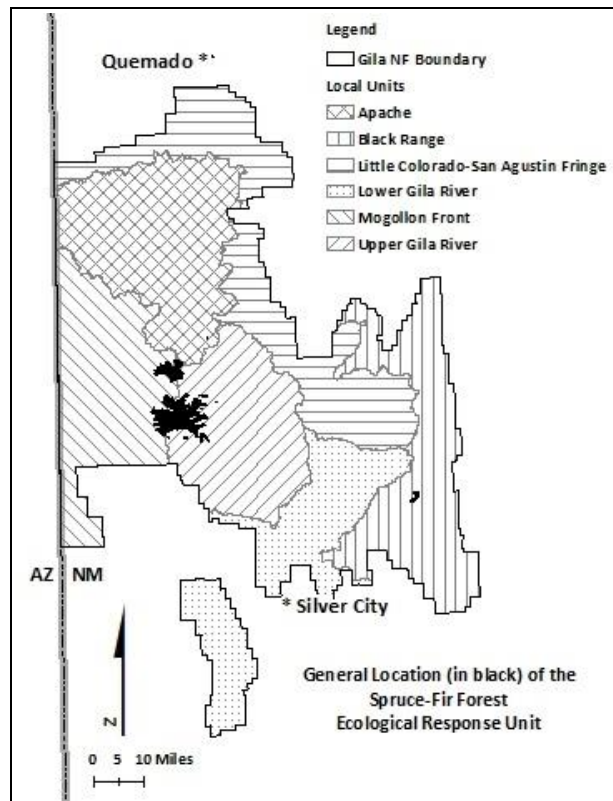 Legend
Quemado *
Gila NF Boundary
Local Units
Apache
Black Range
Little Colorado-San Agustin Fringe
Lower Gila River
Mogollon Front
Upper Gila River
AZ NM
* Silver City
General Location (in black) of the
Spruce-Fir Forest
Ecological Response Unit
N
0 5 10 Miles